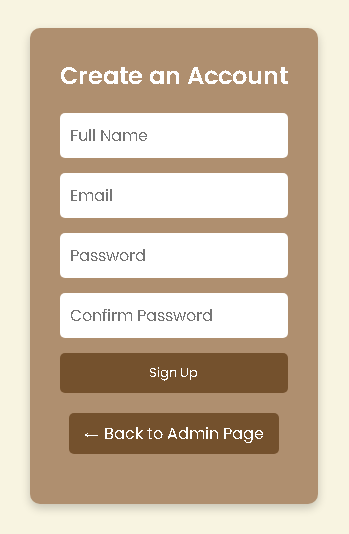 Create an Account
Full Name
Email
Password
Confirm Password
Sign Up
← Back to Admin Page